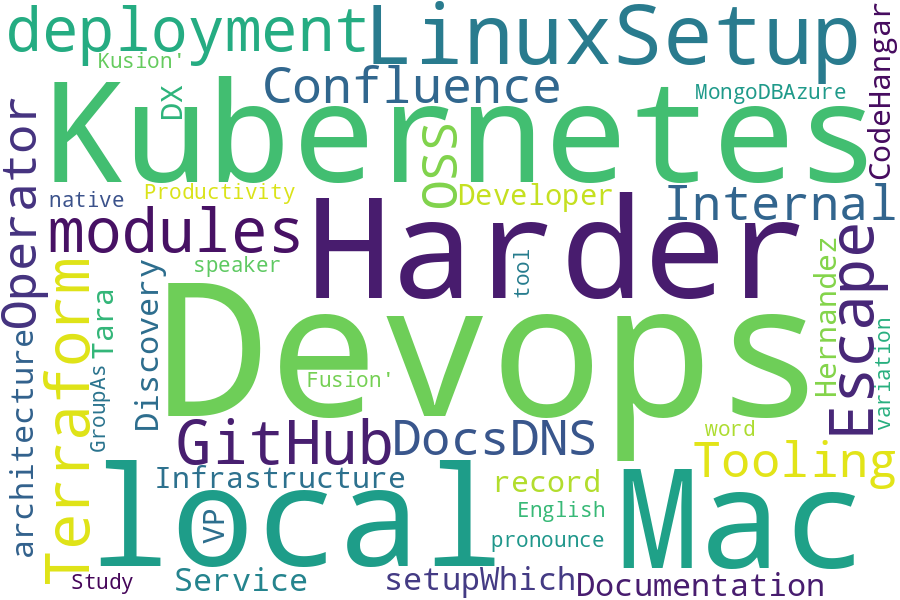 deployment
LinuxSetup
Kusion'
Confluence
DX
MongoDBAzure
CodeHangar
Kubernetes
OSS
Operator
native
Productivity
Developer
Internal
modules
Harder
Escape
speaker
tool
Terraform
Discovery
Tara
Hernandez
Devops
variation
architecture
GroupAs
Fusion'
GitHub
DocsDNS
word
Tooling
Infrastructure
local
VP
record
Mac
English
pronounce
Study
Service
setupWhich
Documentation